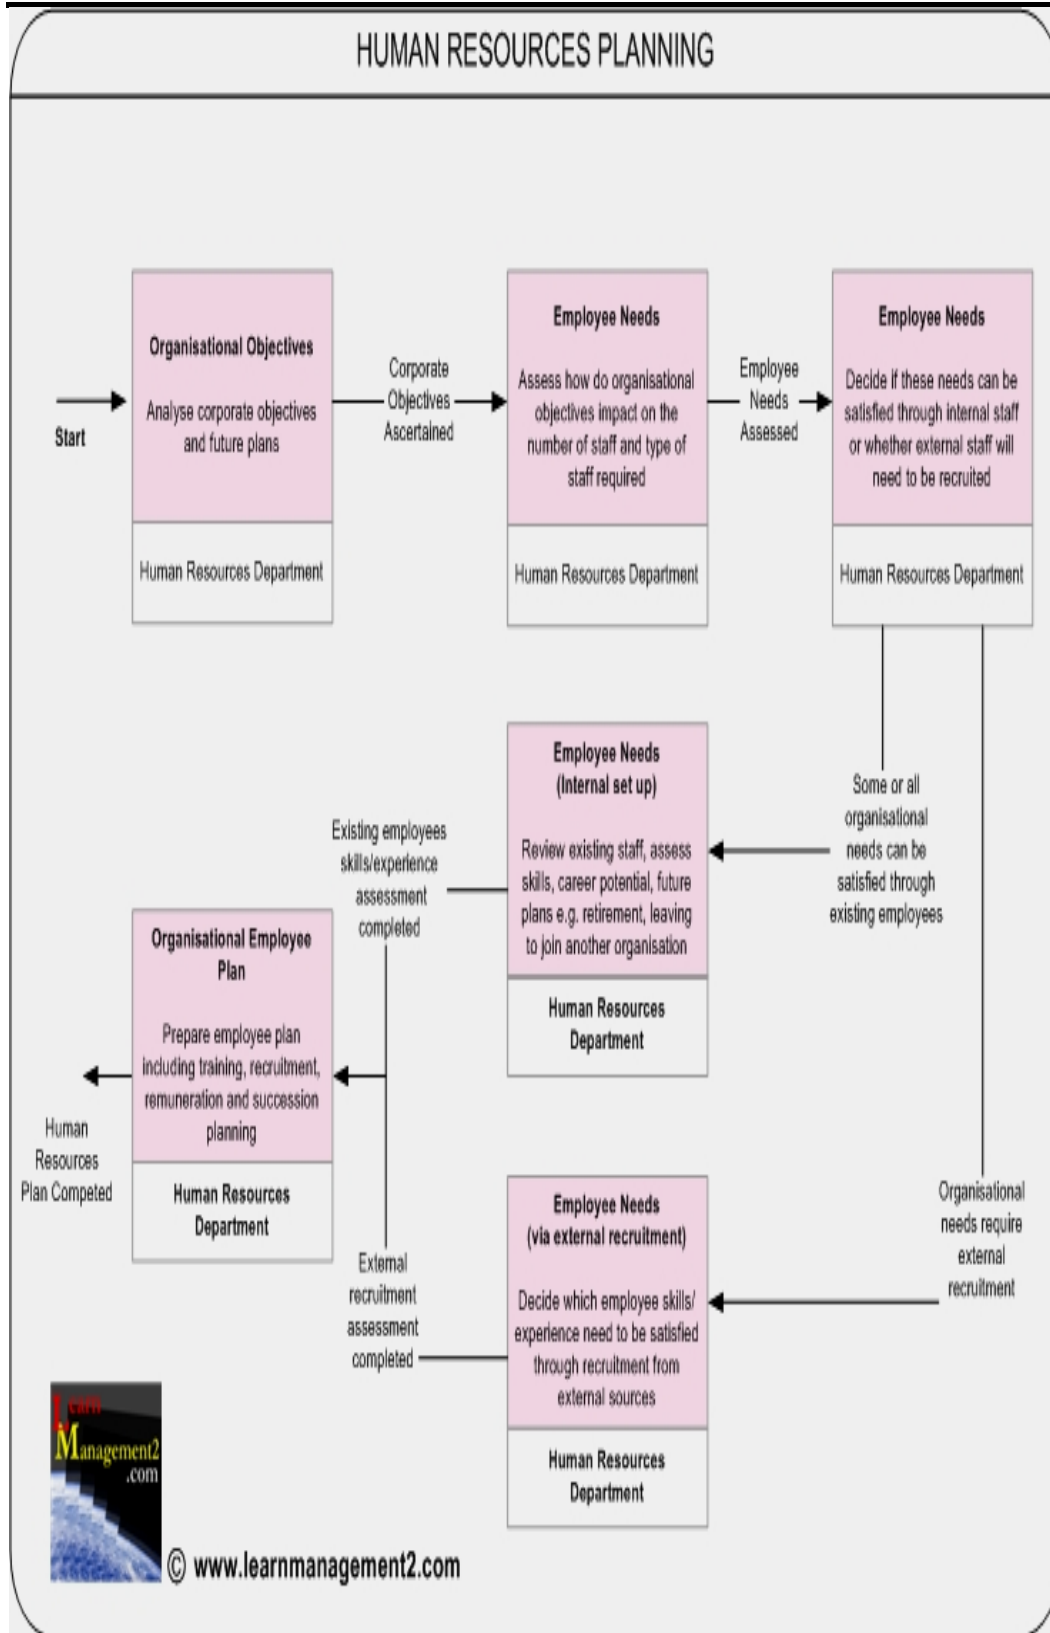 HUMAN RESOURCES PLANNING
Start
Organisational Objectives
Analyse corporate objectives
and future plans
Human Resources Department
Corporate
Objectives
Ascertained
Employee Needs
Assess how do organisational
objectives impact on the
number of staff and type of
staff required
Human Resources Department
Employee
Needs
Assessed
Employee Needs
Decide if these needs can be
satisfied through internal staff
or whether external staff will
need to be recruited
Human Resources Department
Some or all
organisational
needs can be
satisfied through
existing employees
Employee Needs
(Internal set up)
Review existing staff, assess
skills, career potential, future
plans e.g. retirement, leaving
to join another organisation
Human Resources
Department
Existing employees
skills/experience
assessment
completed
Organisational
needs require
external
recruitment
Employee Needs
(via external recruitment)
Decide which employee skills/
experience need to be satisfied
through recruitment from
external sources
Human Resources
Department
External
recruitment
assessment
completed
Organisational Employee
Plan
Prepare employee plan
including training, recruitment,
remuneration and succession
planning
Human Resources
Department
Human
Resources
Plan Competed
Learn
Management2
.com
© www.learnmanagement2.com